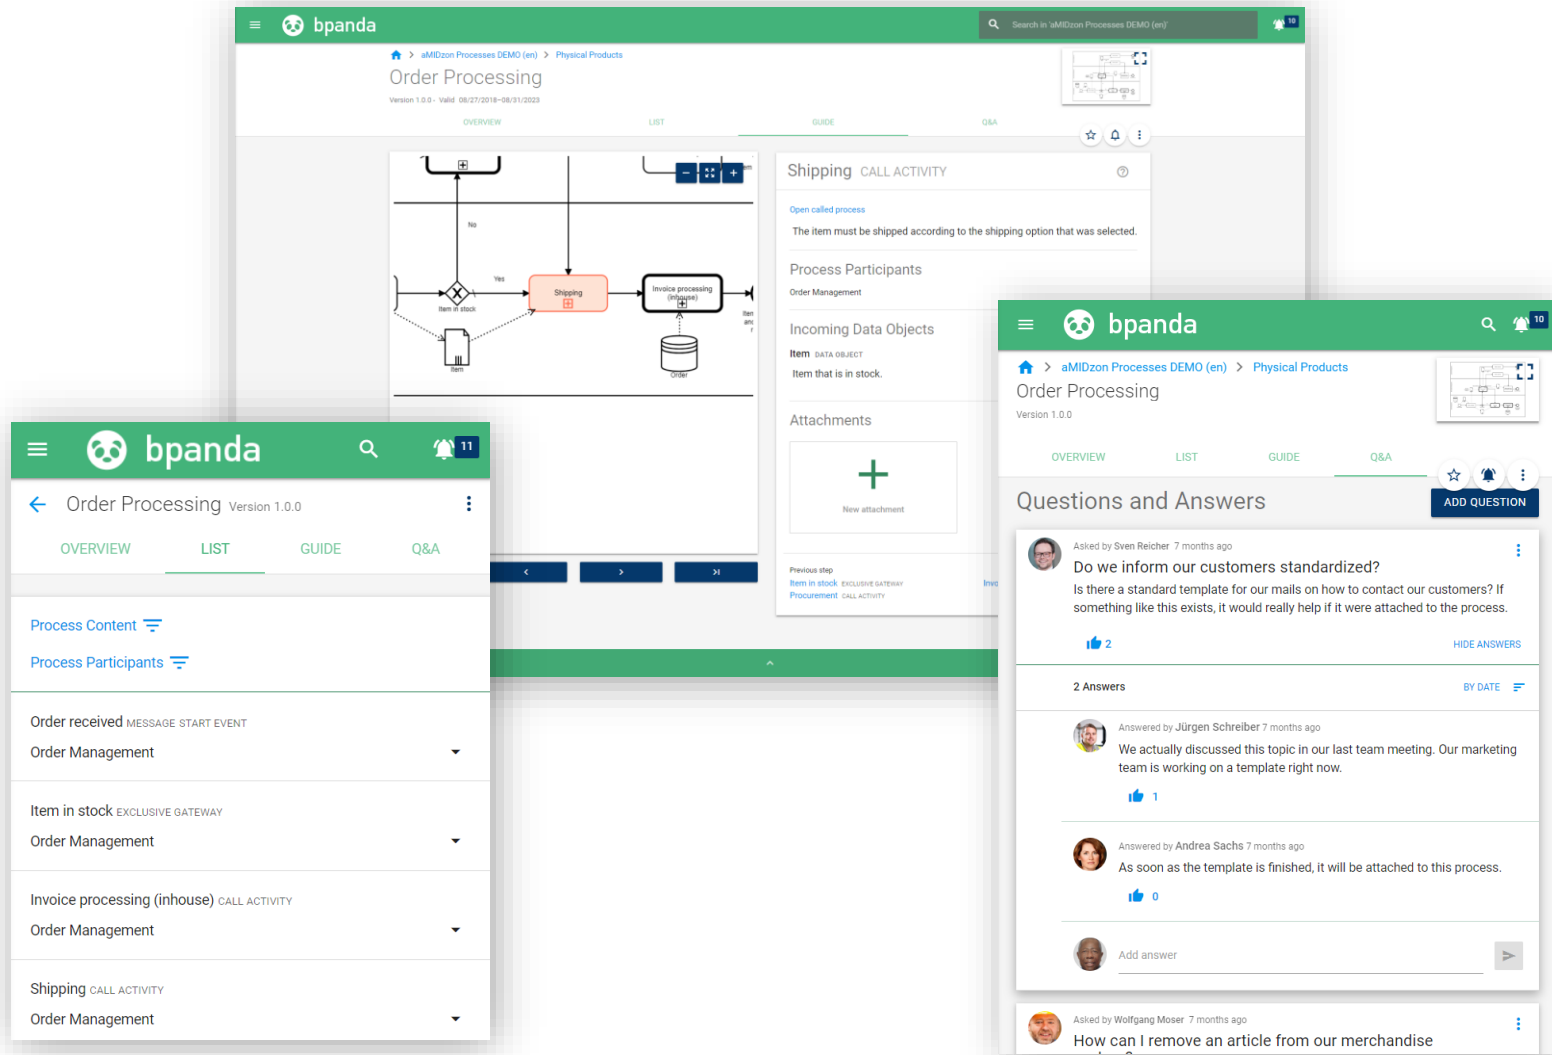 bpanda
Search in 'aMIDzon Processes DEMO (en)'
10
aMIDzon Processes DEMO (en) > Physical Products
Order Processing
Version 1.0.0 - Valid 08/27/2018–08/31/2023
OVERVIEW LIST GUIDE Q&A
No
Yes
Item in stock
Shipping
Invoice processing
(inhouse)
Item
Order
Shipping CALL ACTIVITY
Open called process
The item must be shipped according to the shipping option that was selected.
Process Participants
Order Management
Incoming Data Objects
Item DATA OBJECT
Item that is in stock.
Attachments
New attachment
Previous step
Item in stock EXCLUSIVE GATEWAY
Procurement CALL ACTIVITY
bpanda
11
Order Processing Version 1.0.0
OVERVIEW LIST GUIDE Q&A
Process Content
Process Participants
Order received MESSAGE START EVENT
Order Management
Item in stock EXCLUSIVE GATEWAY
Order Management
Invoice processing (inhouse) CALL ACTIVITY
Order Management
Shipping CALL ACTIVITY
Order Management
bpanda
10
aMIDzon Processes DEMO (en) > Physical Products
Order Processing
Version 1.0.0
OVERVIEW LIST GUIDE Q&A
Questions and Answers
ADD QUESTION
Asked by Sven Reicher 7 months ago
Do we inform our customers standardized?
Is there a standard template for our mails on how to contact our customers? If
something like this exists, it would really help if it were attached to the process.
2
HIDE ANSWERS
2 Answers
BY DATE
Answered by Jürgen Schreiber 7 months ago
We actually discussed this topic in our last team meeting. Our marketing
team is working on a template right now.
1
Answered by Andrea Sachs 7 months ago
As soon as the template is finished, it will be attached to this process.
0
Add answer
Asked by Wolfgang Moser 7 months ago
How can I remove an article from our merchandise